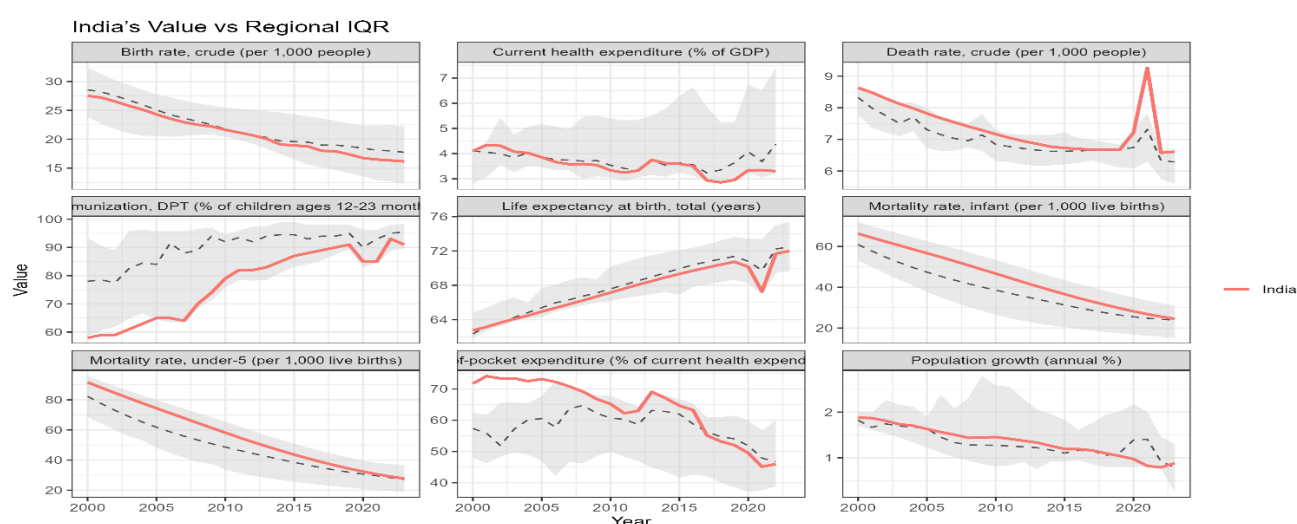 India's Value vs Regional IQR
Birth rate, crude (per 1,000 people)
Current health expenditure (% of GDP)
Death rate, crude (per 1,000 people)
30
25
20
15
7
6
5
4
3
9
8
7
6
munization, DPT (% of children ages 12-23 mont
Life expectancy at birth, total (years)
Mortality rate, infant (per 1,000 live births)
100
90
80
70
60
76
72
68
64
60
40
20
Value
India
Mortality rate, under-5 (per 1,000 live births)
of-pocket expenditure (% of current health expend
Population growth (annual %)
80
60
40
20
70
60
50
40
2
1
2000 2005 2010 2015 2020
2000 2005 2010 2015 2020
2000 2005 2010 2015 2020
Year